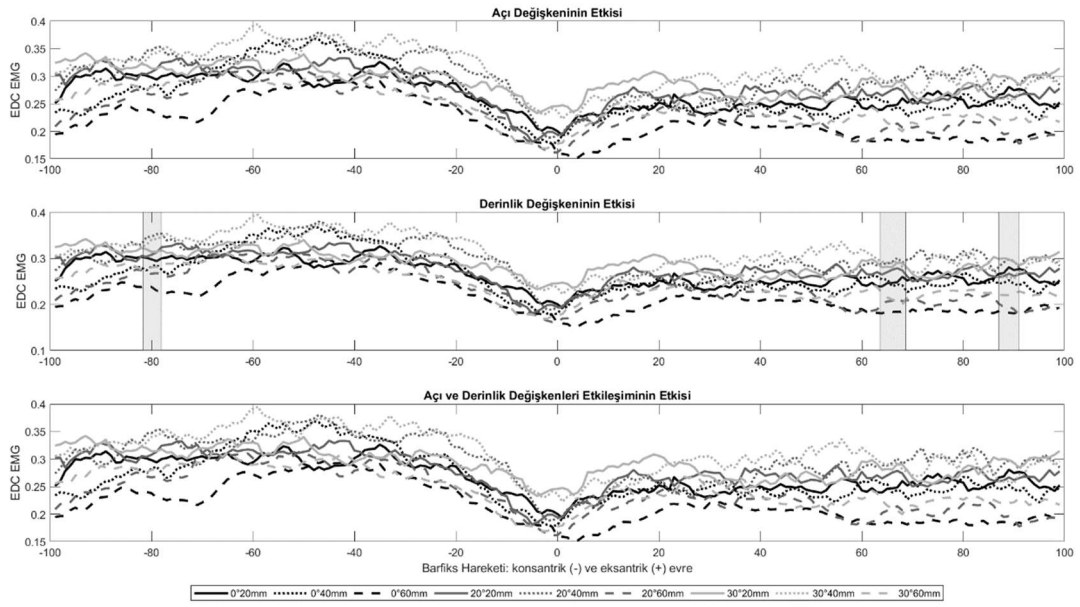 Açı Değişkeninin Etkisi
0.4
0.35
0.3
0.25
0.2
0.15
EDC EMG
-100 -80 -60 -40 -20 0 20 40 60 80 100
Derinlik Değişkeninin Etkisi
0.4
0.3
0.2
0.1
EDC EMG
-100 -80 -60 -40 -20 0 20 40 60 80 100
Açı ve Derinlik Değişkenleri Etkileşiminin Etkisi
0.4
0.35
0.3
0.25
0.2
0.15
EDC EMG
-100 -80 -60 -40 -20 0 20 40 60 80 100
Barfiks Hareketi: konsantrik (-) ve eksantrik (+) evre
0°20mm 0°40mm 0°60mm 20°20mm 20°40mm 20°60mm 30°20mm 30°40mm 30°60mm